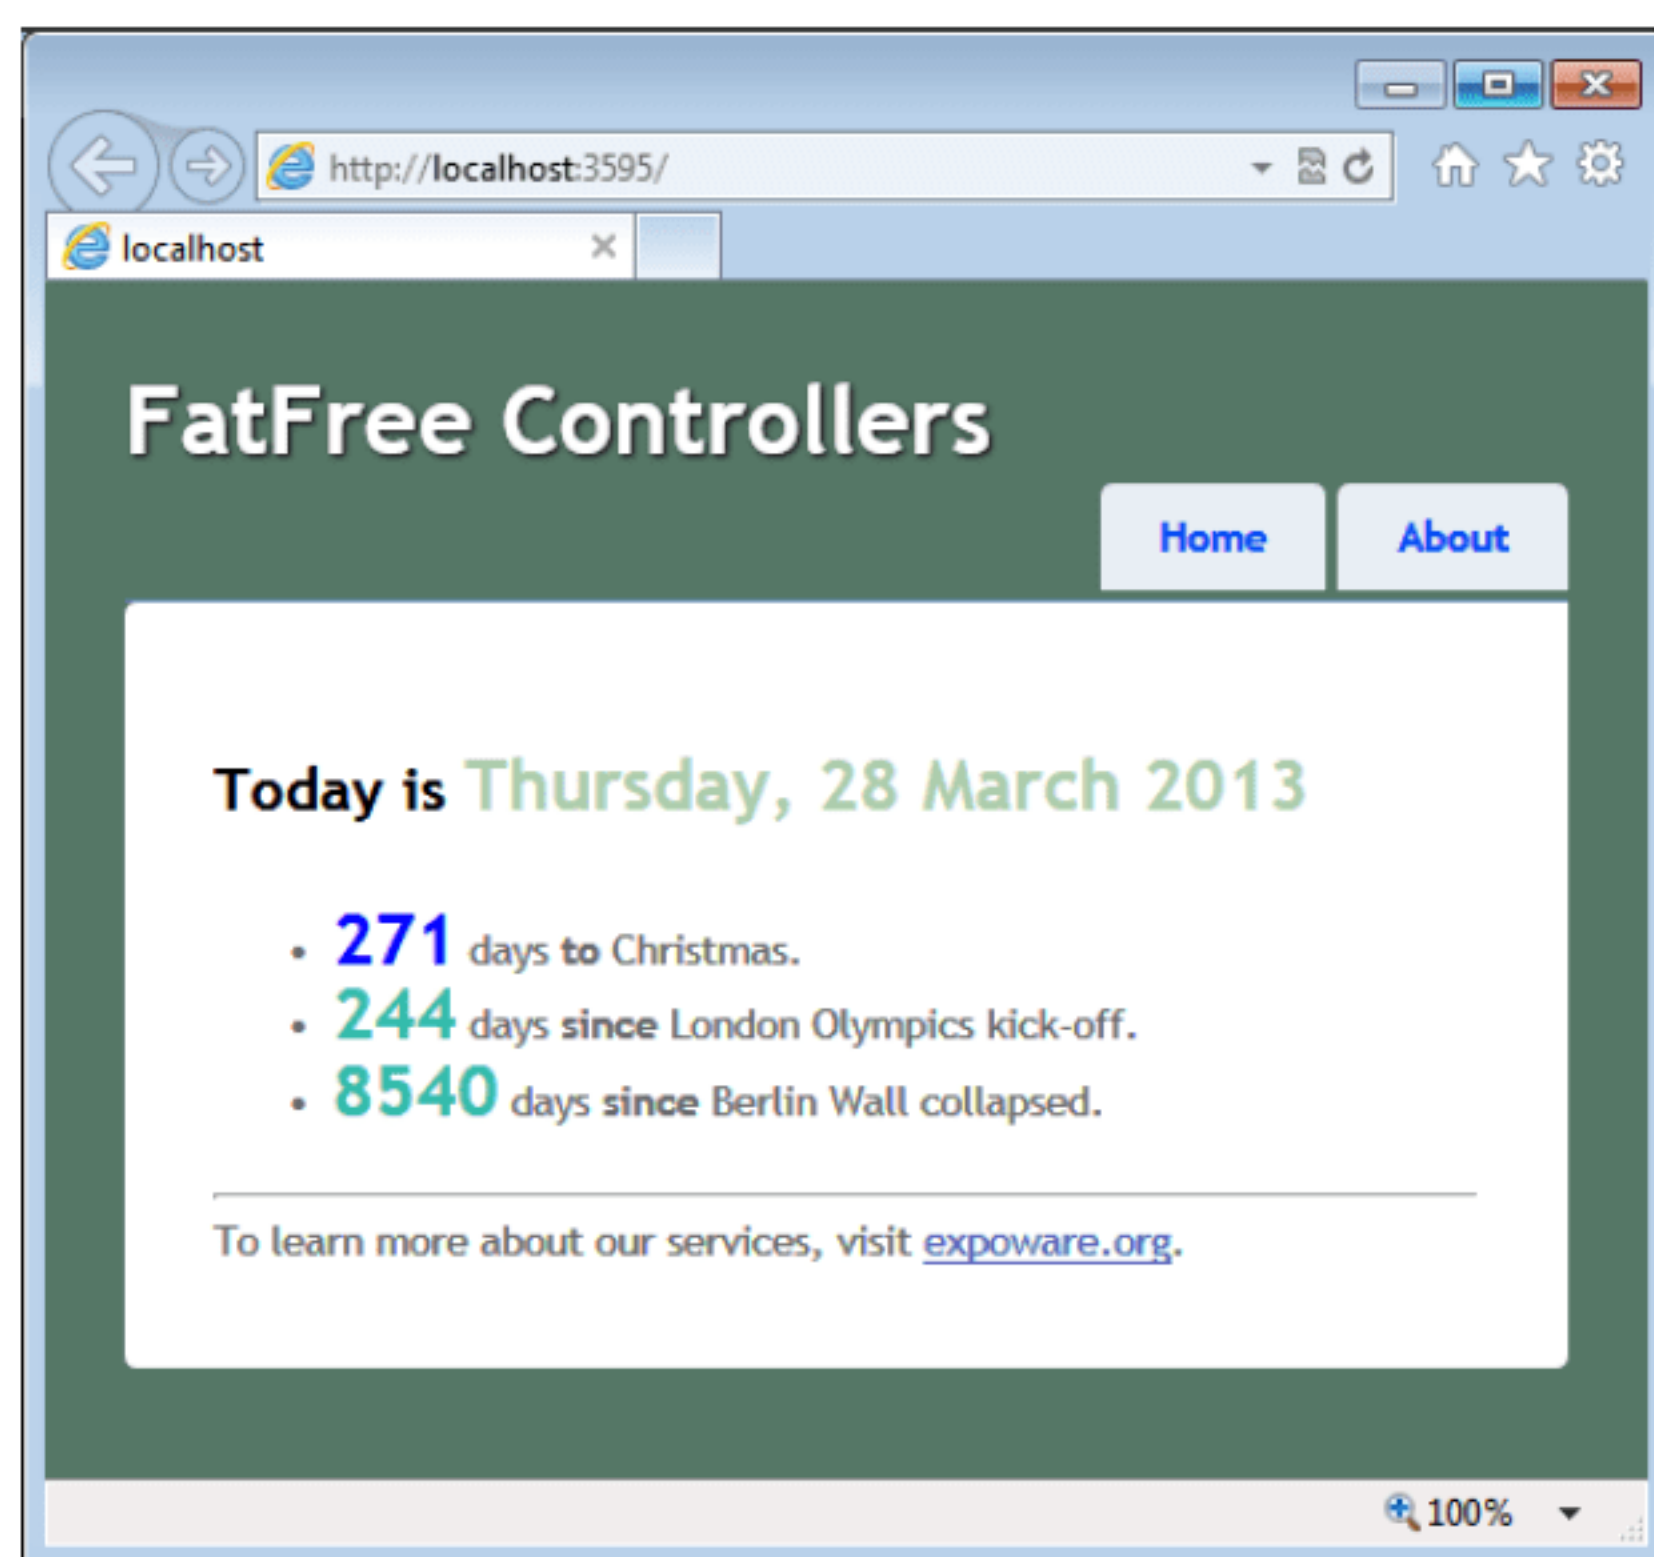 http://localhost:3595/
localhost
FatFree Controllers
Home About
Today is Thursday, 28 March 2013
• 271 days to Christmas.
• 244 days since London Olympics kick-off.
• 8540 days since Berlin Wall collapsed.
To learn more about our services, visit expoware.org.
100%